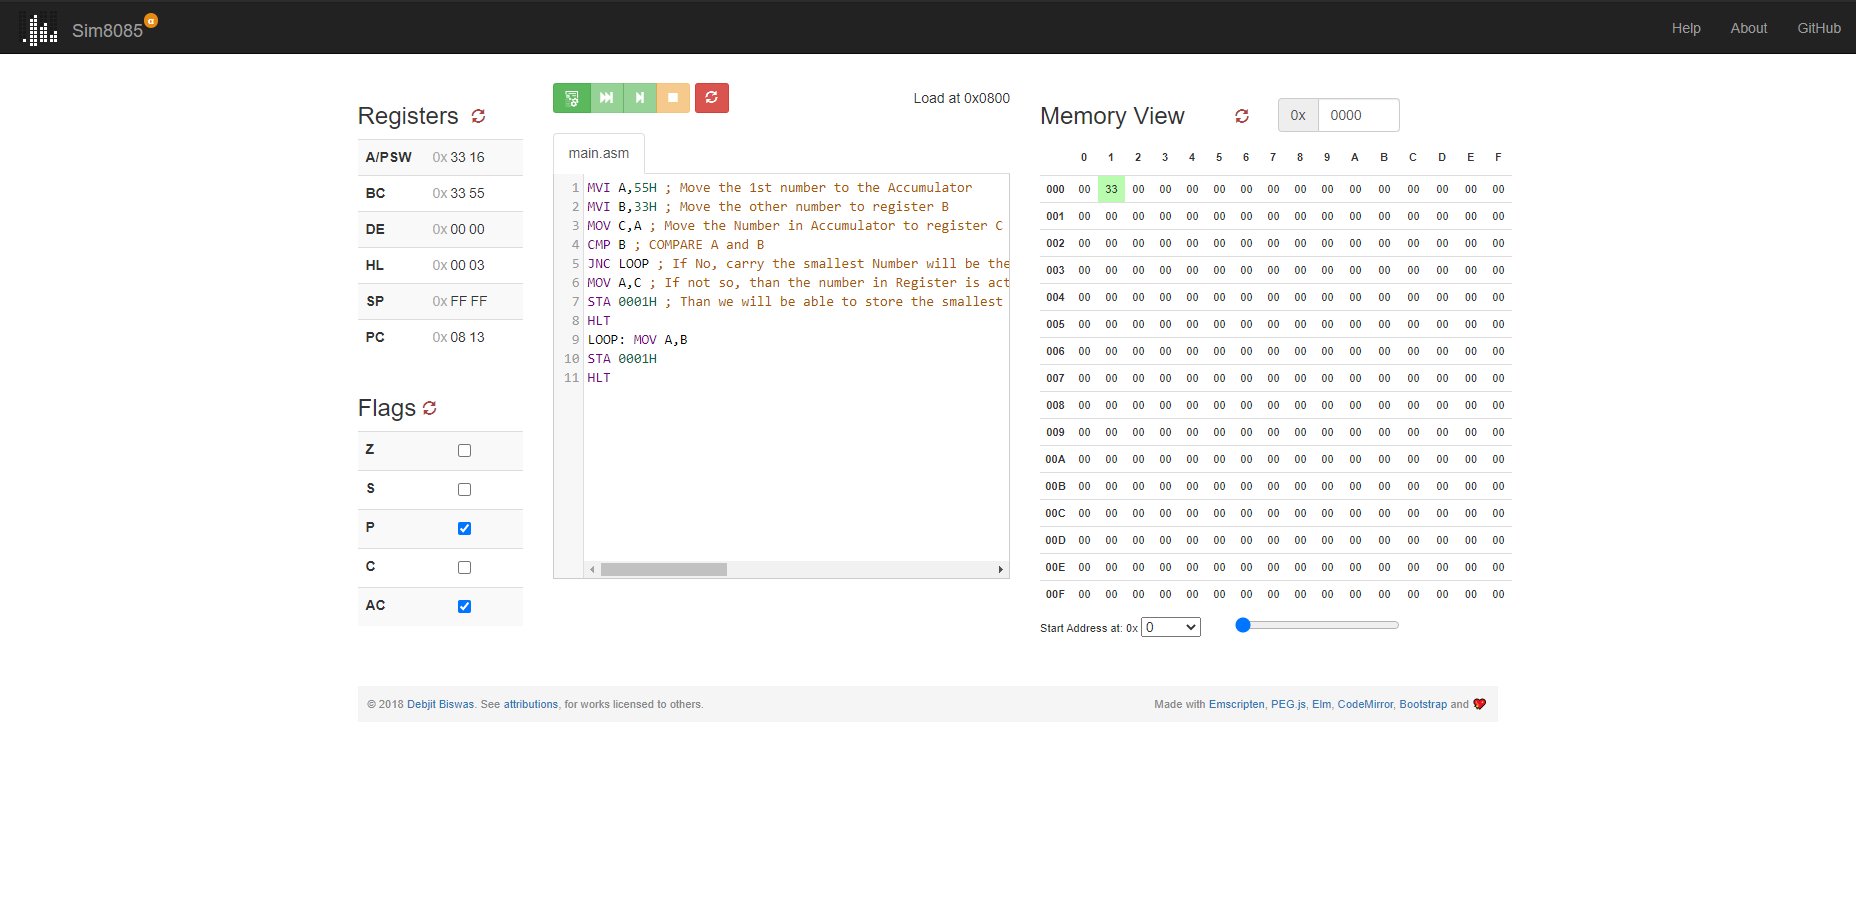 Sim8085 α
Help About GitHub
Registers
A/PSW 0x 33 16
BC 0x 33 55
DE 0x 00 00
HL 0x 00 03
SP 0x FF FF
PC 0x 08 13
Flags
Z
S
P
C
AC
Load at 0x0800
main.asm
1 MVI A,55H ; Move the 1st number to the Accumulator
2 MVI B,33H ; Move the other number to register B
3 MOV C,A ; Move the Number in Accumulator to register C
4 CMP B ; COMPARE A and B
5 JNC LOOP ; If No, carry the smallest Number will be the
6 MOV A,C ; If not so, than the number in Register is act
7 STA 0001H ; Than we will be able to store the smallest
8 HLT
9 LOOP: MOV A,B
10 STA 0001H
11 HLT
Memory View 0x 0000
0 1 2 3 4 5 6 7 8 9 A B C D E F
000 00 33 00 00 00 00 00 00 00 00 00 00 00 00 00 00
001 00 00 00 00 00 00 00 00 00 00 00 00 00 00 00 00
002 00 00 00 00 00 00 00 00 00 00 00 00 00 00 00 00
003 00 00 00 00 00 00 00 00 00 00 00 00 00 00 00 00
004 00 00 00 00 00 00 00 00 00 00 00 00 00 00 00 00
005 00 00 00 00 00 00 00 00 00 00 00 00 00 00 00 00
006 00 00 00 00 00 00 00 00 00 00 00 00 00 00 00 00
007 00 00 00 00 00 00 00 00 00 00 00 00 00 00 00 00
008 00 00 00 00 00 00 00 00 00 00 00 00 00 00 00 00
009 00 00 00 00 00 00 00 00 00 00 00 00 00 00 00 00
00A 00 00 00 00 00 00 00 00 00 00 00 00 00 00 00 00
00B 00 00 00 00 00 00 00 00 00 00 00 00 00 00 00 00
00C 00 00 00 00 00 00 00 00 00 00 00 00 00 00 00 00
00D 00 00 00 00 00 00 00 00 00 00 00 00 00 00 00 00
00E 00 00 00 00 00 00 00 00 00 00 00 00 00 00 00 00
00F 00 00 00 00 00 00 00 00 00 00 00 00 00 00 00 00
Start Address at: 0x 0
© 2018 Debjit Biswas. See attributions, for works licensed to others.
Made with Emscripten, PEG.js, Elm, CodeMirror, Bootstrap and